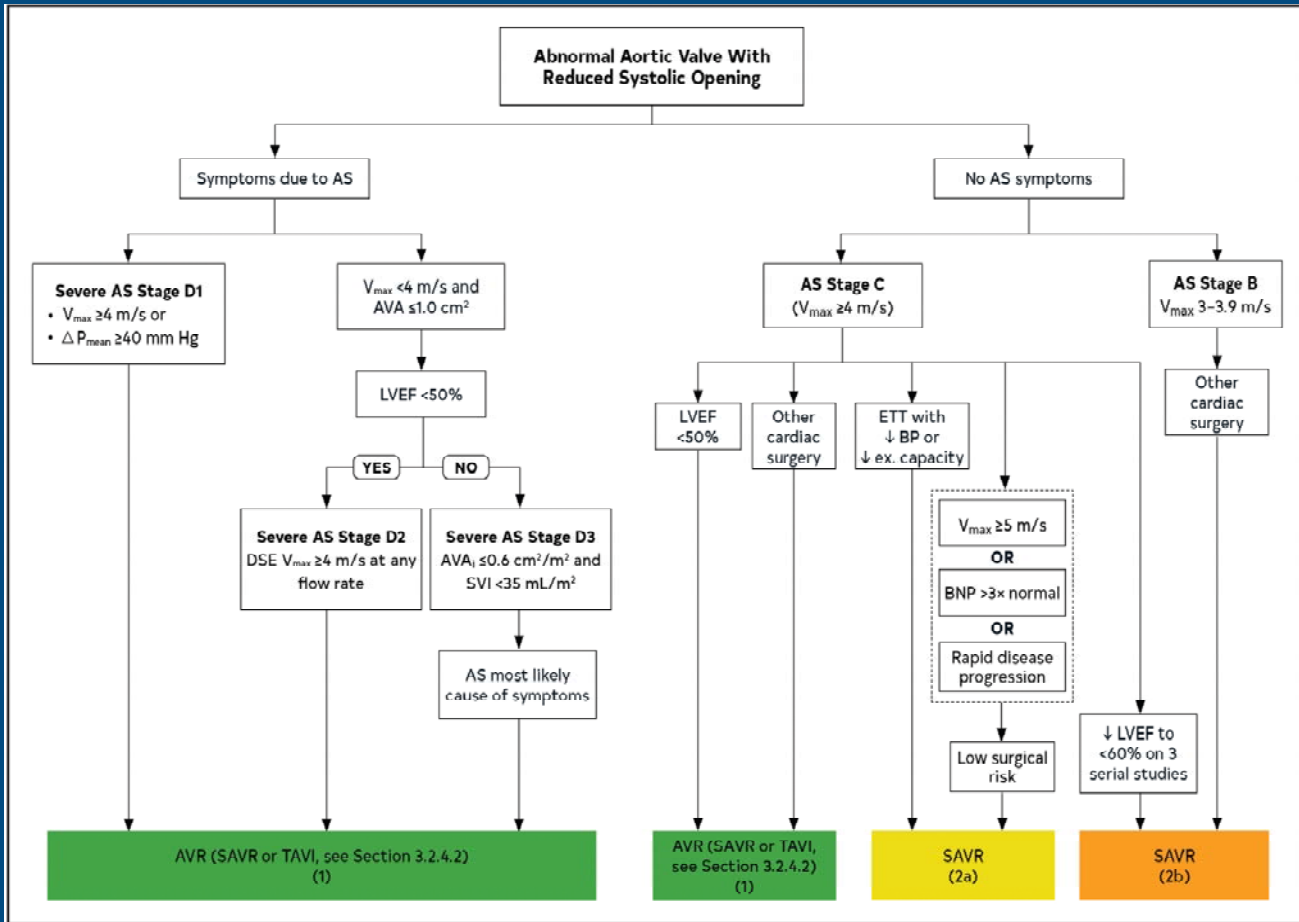 Abnormal Aortic Valve With
Reduced Systolic Opening
Symptoms due to AS
No AS symptoms
Severe AS Stage D1
• Vmax ≥4 m/s or
• ΔPmean ≥40 mm Hg
Vmax <4 m/s and
AVA ≤1.0 cm²
AS Stage C
(Vmax ≥4 m/s)
AS Stage B
Vmax 3–3.9 m/s
LVEF <50%
YES
NO
Severe AS Stage D2
DSE Vmax ≥4 m/s at any
flow rate
Severe AS Stage D3
AVAi ≤0.6 cm²/m² and
SVI <35 mL/m²
AS most likely
cause of symptoms
LVEF
<50%
Other
cardiac
surgery
ETT with
↓ BP or
↓ ex. capacity
Vmax ≥5 m/s
OR
BNP >3× normal
OR
Rapid disease
progression
Low surgical
risk
↓ LVEF to
<60% on 3
serial studies
Other
cardiac
surgery
AVR (SAVR or TAVI, see Section 3.2.4.2)
(1)
AVR (SAVR or TAVI,
see Section 3.2.4.2)
(1)
SAVR
(2a)
SAVR
(2b)